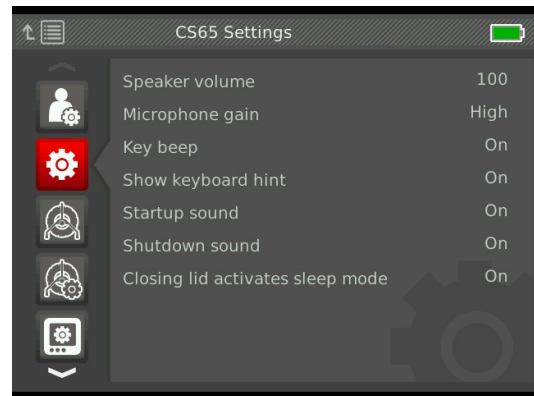 CS65 Settings
Speaker volume 100
Microphone gain High
Key beep On
Show keyboard hint On
Startup sound On
Shutdown sound On
Closing lid activates sleep mode On